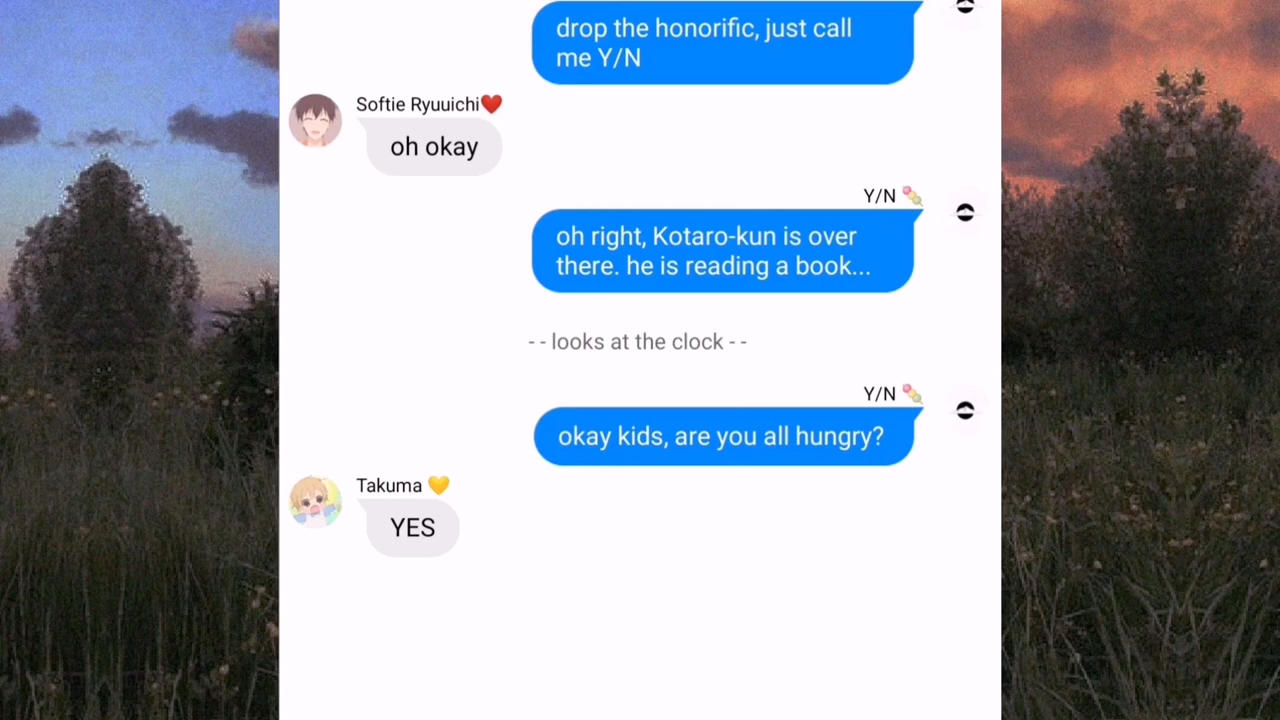 drop the honorific, just call
me Y/N
Softie Ryuuichi❤️
oh okay
Y/N 🍡
oh right, Kotaro-kun is over
there. he is reading a book...
- - looks at the clock - -
Y/N 🍡
okay kids, are you all hungry?
Takuma 💛
YES